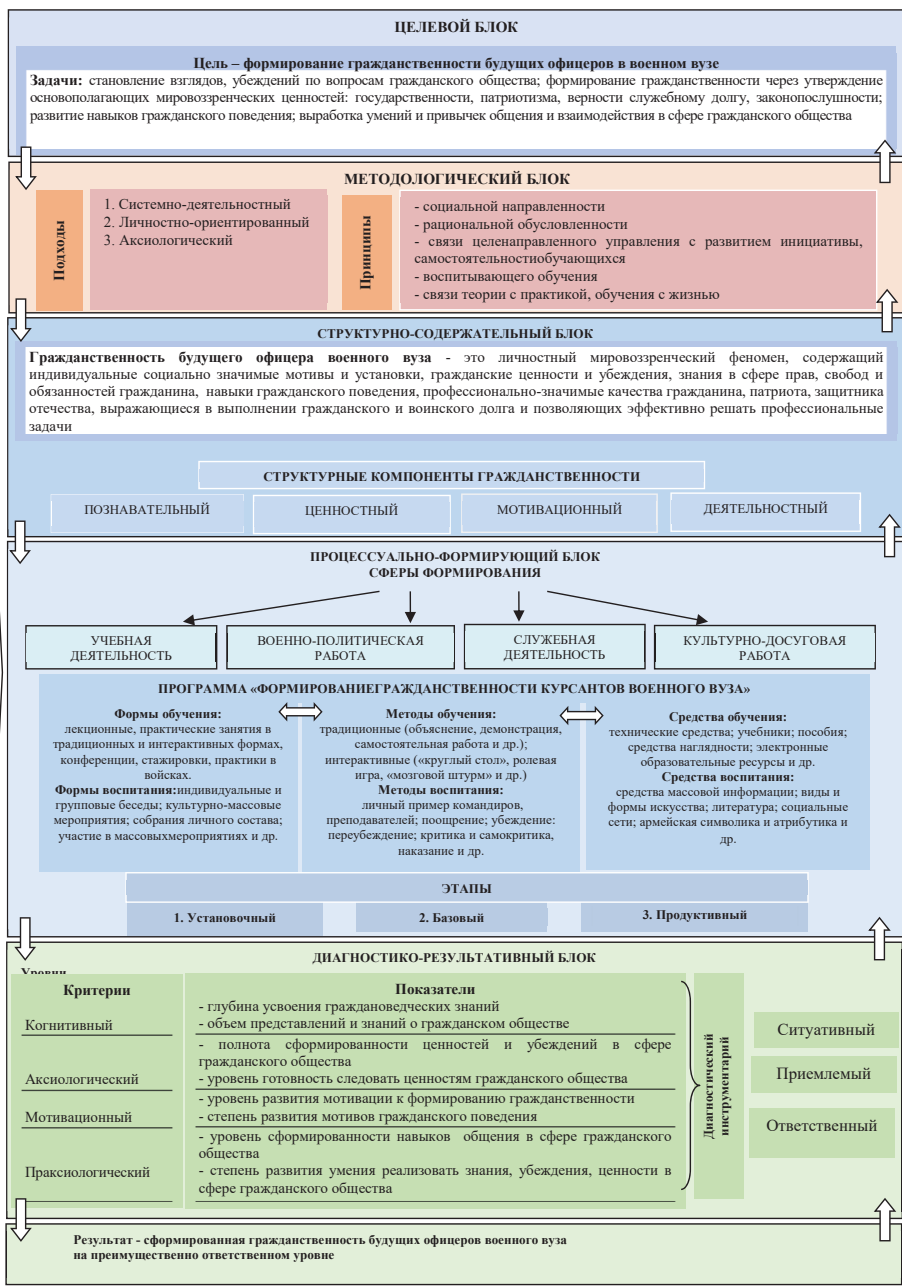 ЦЕЛЕВОЙ БЛОК
Цель – формирование гражданственности будущих офицеров в военном вузе
Задачи: становление взглядов, убеждений по вопросам гражданского общества; формирование гражданственности через утверждение
основополагающих мировоззренческих ценностей: государственности, патриотизма, верности служебному долгу, законопослушности;
развитие навыков гражданского поведения; выработка умений и привычек общения и взаимодействия в сфере гражданского общества
МЕТОДОЛОГИЧЕСКИЙ БЛОК
Подходы
1. Системно-деятельностный
2. Личностно-ориентированный
3. Аксиологический
Принципы
- социальной направленности
- рациональной обусловленности
- связи целенаправленного управления с развитием инициативы,
самостоятельностиобучающихся
- воспитывающего обучения
- связи теории с практикой, обучения с жизнью
СТРУКТУРНО-СОДЕРЖАТЕЛЬНЫЙ БЛОК
Гражданственность будущего офицера военного вуза - это личностный мировоззренческий феномен, содержащий
индивидуальные социально значимые мотивы и установки, гражданские ценности и убеждения, знания в сфере прав, свобод и
обязанностей гражданина, навыки гражданского поведения, профессионально-значимые качества гражданина, патриота, защитника
отечества, выражающиеся в выполнении гражданского и воинского долга и позволяющих эффективно решать профессиональные
задачи
СТРУКТУРНЫЕ КОМПОНЕНТЫ ГРАЖДАНСТВЕННОСТИ
ПОЗНАВАТЕЛЬНЫЙ
ЦЕННОСТНЫЙ
МОТИВАЦИОННЫЙ
ДЕЯТЕЛЬНОСТНЫЙ
ПРОЦЕССУАЛЬНО-ФОРМИРУЮЩИЙ БЛОК
СФЕРЫ ФОРМИРОВАНИЯ
УЧЕБНАЯ
ДЕЯТЕЛЬНОСТЬ
ВОЕННО-ПОЛИТИЧЕСКАЯ
РАБОТА
СЛУЖЕБНАЯ
ДЕЯТЕЛЬНОСТЬ
КУЛЬТУРНО-ДОСУГОВАЯ
РАБОТА
ПРОГРАММА «ФОРМИРОВАНИЕГРАЖДАНСТВЕННОСТИ КУРСАНТОВ ВОЕННОГО ВУЗА»
Формы обучения:
лекционные, практические занятия в
традиционных и интерактивных формах,
конференции, стажировки, практики в
войсках.
Формы воспитания:индивидуальные и
групповые беседы; культурно-массовые
мероприятия; собрания личного состава;
участие в массовыхмероприятиях и др.
Методы обучения:
традиционные (объяснение, демонстрация,
самостоятельная работа и др.);
интерактивные («круглый стол», ролевая
игра, «мозговой штурм» и др.)
Методы воспитания:
личный пример командиров,
преподавателей; поощрение; убеждение:
переубеждение; критика и самокритика,
наказание и др.
Средства обучения:
технические средства; учебники; пособия;
средства наглядности; электронные
образовательные ресурсы и др.
Средства воспитания:
средства массовой информации; виды и
формы искусства; литература; социальные
сети; армейская символика и атрибутика и
др.
ЭТАПЫ
1. Установочный
2. Базовый
3. Продуктивный
ДИАГНОСТИКО-РЕЗУЛЬТАТИВНЫЙ БЛОК
Уровни
Критерии
Показатели
Когнитивный
- глубина усвоения граждановедческих знаний
- объем представлений и знаний о гражданском обществе
Аксиологический
- полнота сформированности ценностей и убеждений в сфере
гражданского общества
- уровень готовность следовать ценностям гражданского общества
Мотивационный
- уровень развития мотивации к формированию гражданственности
- степень развития мотивов гражданского поведения
Праксиологический
- уровень сформированности навыков общения в сфере гражданского
общества
- степень развития умения реализовать знания, убеждения, ценности в
сфере гражданского общества
Диагностический
инструментарий
Ситуативный
Приемлемый
Ответственный
Результат - сформированная гражданственность будущих офицеров военного вуза
на преимущественно ответственном уровне